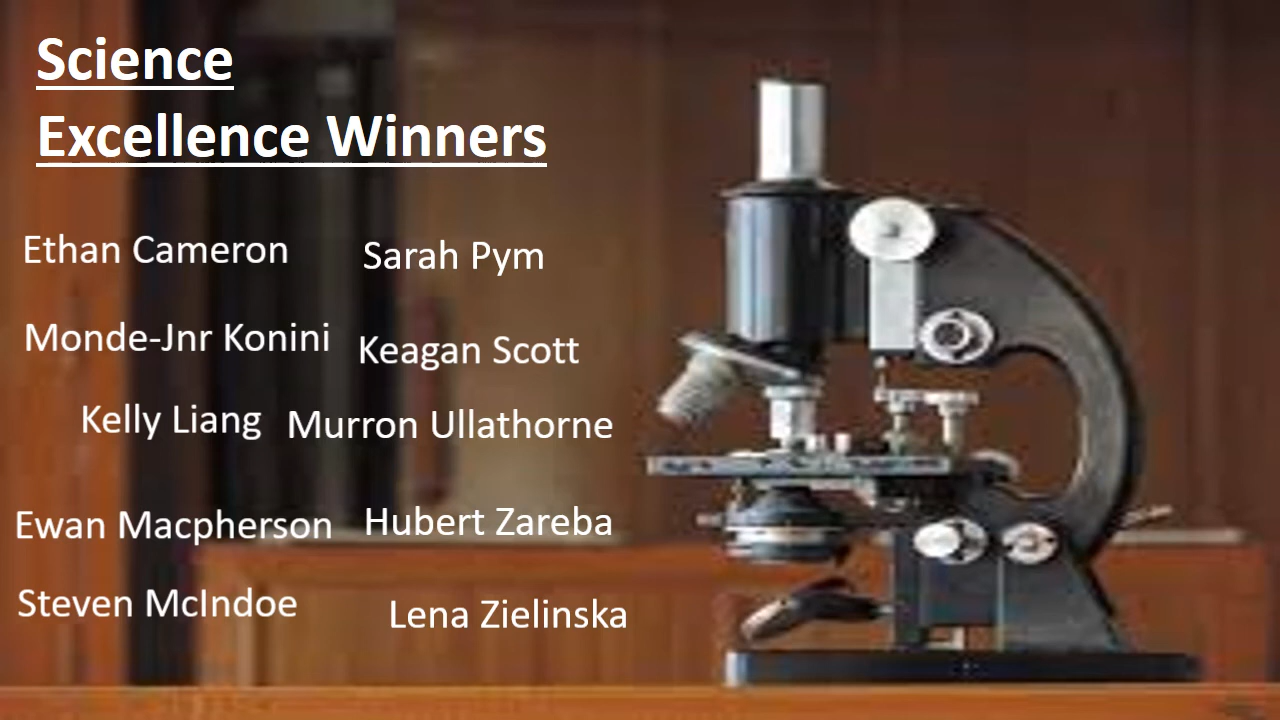 Science
Excellence Winners
Ethan Cameron
Sarah Pym
Monde-Jnr Konini
Keagan Scott
Kelly Liang
Murron Ullathorne
Ewan Macpherson
Hubert Zareba
Steven McIndoe
Lena Zielinska